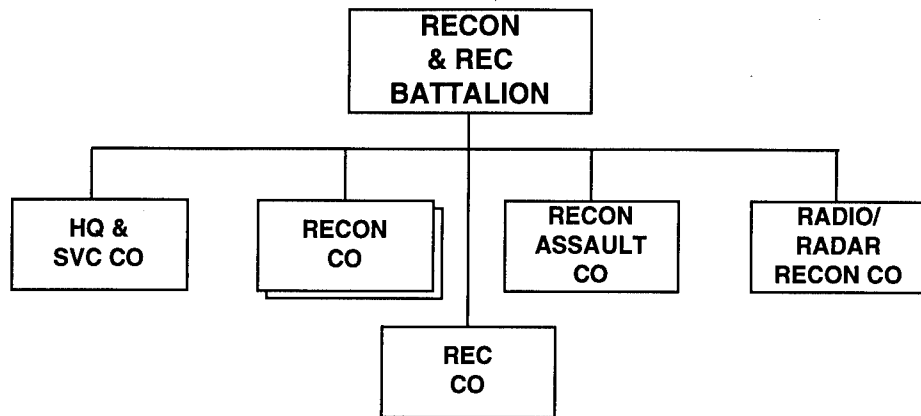 RECON
& REC
BATTALION
HQ &
SVC CO
RECON
CO
RECON
ASSAULT
CO
RADIO/
RADAR
RECON CO
REC
CO